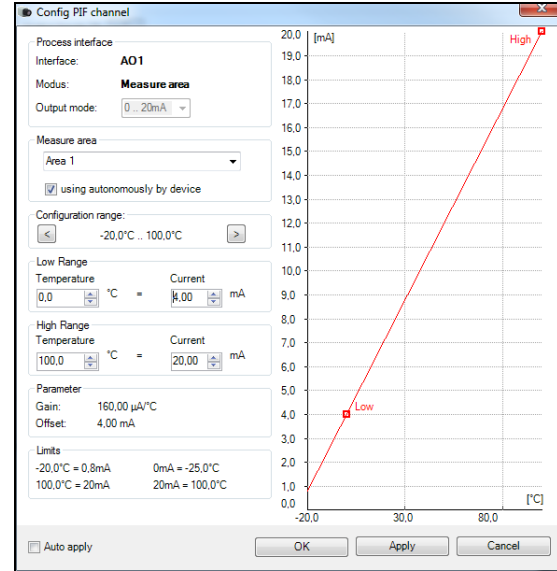 Config PIF channel
Process interface
Interface: AO1
Modus: Measure area
Output mode: 0 .. 20mA
Measure area
Area 1
using autonomously by device
Configuration range:
< -20,0°C .. 100,0°C >
Low Range
Temperature Current
0,0 °C = 4,00 mA
High Range
Temperature Current
100,0 °C = 20,00 mA
Parameter
Gain: 160,00 µA/°C
Offset: 4.00 mA
Limits
-20,0°C = 0,8mA 0mA = -25,0°C
100,0°C = 20mA 20mA = 100,0°C
Auto apply
20,0 [mA] High
19,0
18,0
17,0
16,0
15,0
14,0
13,0
12,0
11,0
10,0
9,0
8,0
7,0
6,0
5,0
4,0 Low
3,0
2,0
1,0
0,0 [°C]
-20,0 30,0 80,0
OK Apply Cancel